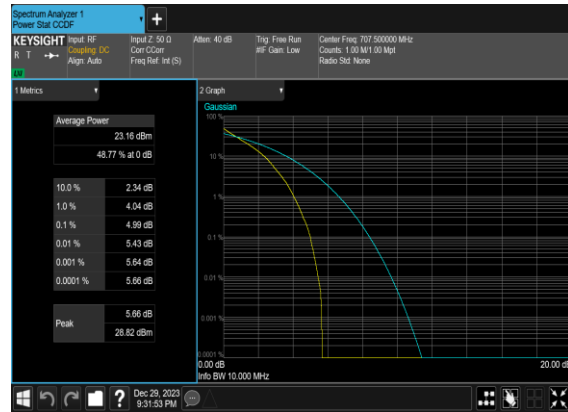 Spectrum Analyzer 1
Power Stat CCDF
KEYSIGHT
R T
LW
Input: RF
Coupling: DC
Align: Auto
Input Z: 50 Ω
Corr CCorr
Freq Ref: Int (S)
Atten: 40 dB
Trig: Free Run
#IF Gain: Low
Center Freq: 707.500000 MHz
Counts: 1.00 M/1.00 Mpt
Radio Std: None
1 Metrics
Average Power
23.16 dBm
48.77 % at 0 dB
10.0 % 2.34 dB
1.0 % 4.04 dB
0.1 % 4.99 dB
0.01 % 5.43 dB
0.001 % 5.64 dB
0.0001 % 5.66 dB
Peak
5.66 dB
28.82 dBm
2 Graph
Gaussian
100 %
10 %
1 %
0.1 %
0.01 %
0.001 %
0.0001 %
0.00 dB
20.00 dB
Info BW 10.000 MHz
?
Dec 29, 2023
9:31:53 PM